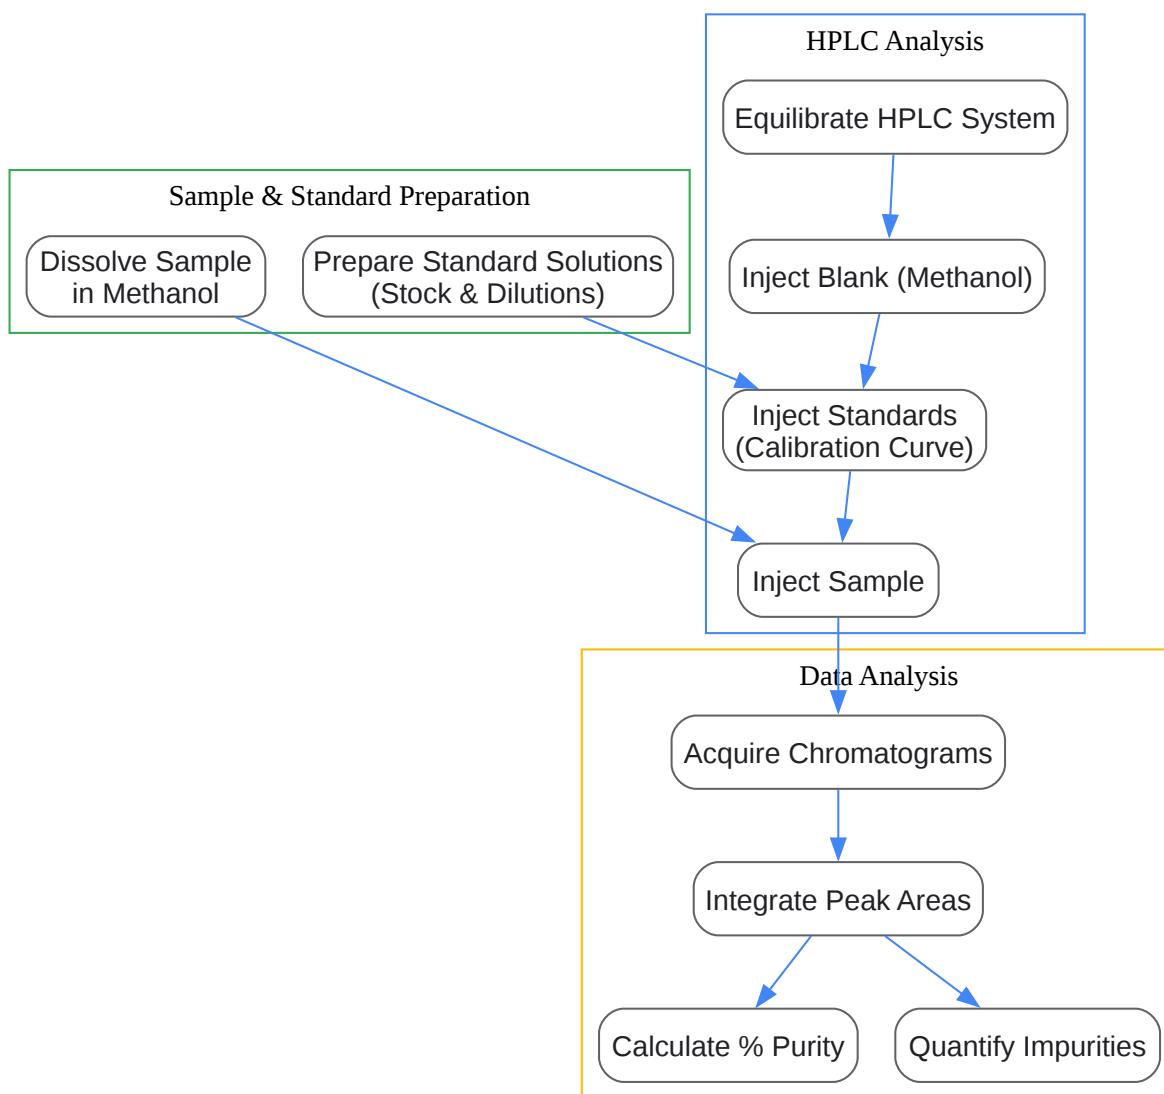 HPLC Analysis
Equilibrate HPLC System
Sample & Standard Preparation
Dissolve Sample
in Methanol
Prepare Standard Solutions
(Stock & Dilutions)
Inject Blank (Methanol)
Inject Standards
(Calibration Curve)
Inject Sample
Data Analysis
Acquire Chromatograms
Integrate Peak Areas
Calculate % Purity
Quantify Impurities